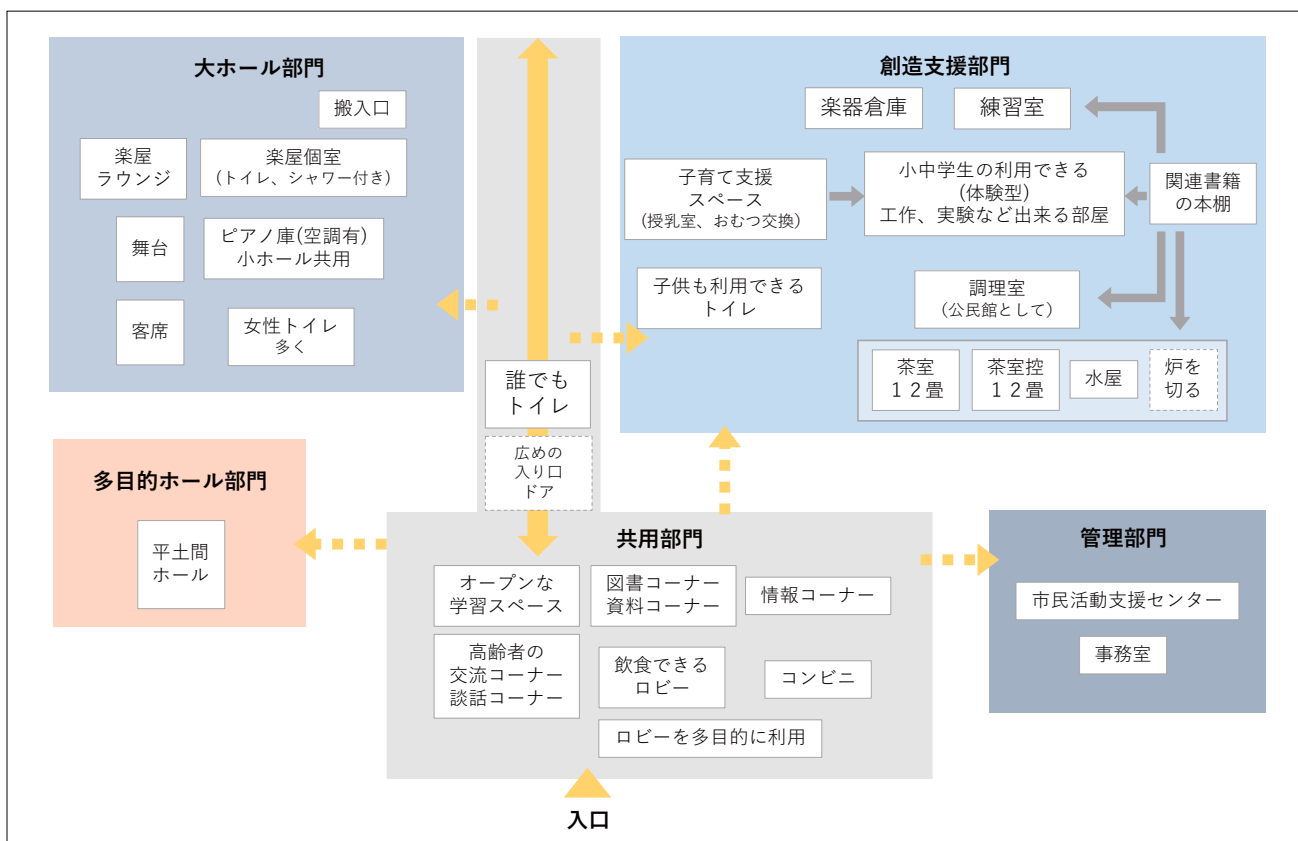 大ホール部門
搬入口
楽屋
ラウンジ
楽屋個室
(トイレ、シャワー付き)
舞台
ピアノ庫(空調有)
小ホール共用
客席
女性トイレ
多く
創造支援部門
楽器倉庫
練習室
子育て支援
スペース
(授乳室、おむつ交換)
小中学生の利用できる
(体験型)
工作、実験など出来る部屋
関連書籍
の本棚
子供も利用できる
トイレ
調理室
(公民館として)
茶室
１２畳
茶室控
１２畳
水屋
炉を
切る
誰でも
トイレ
広めの
入り口
ドア
多目的ホール部門
平土間
ホール
共用部門
オープンな
学習スペース
図書コーナー
資料コーナー
情報コーナー
高齢者の
交流コーナー
談話コーナー
飲食できる
ロビー
コンビニ
ロビーを多目的に利用
管理部門
市民活動支援センター
事務室
入口